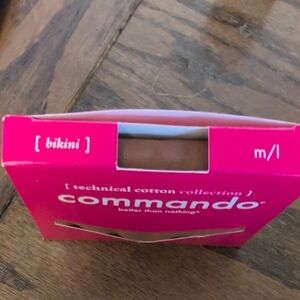 [ bikini ]
m/l
[ technical cotton collection ]
commando®
better than nothing®